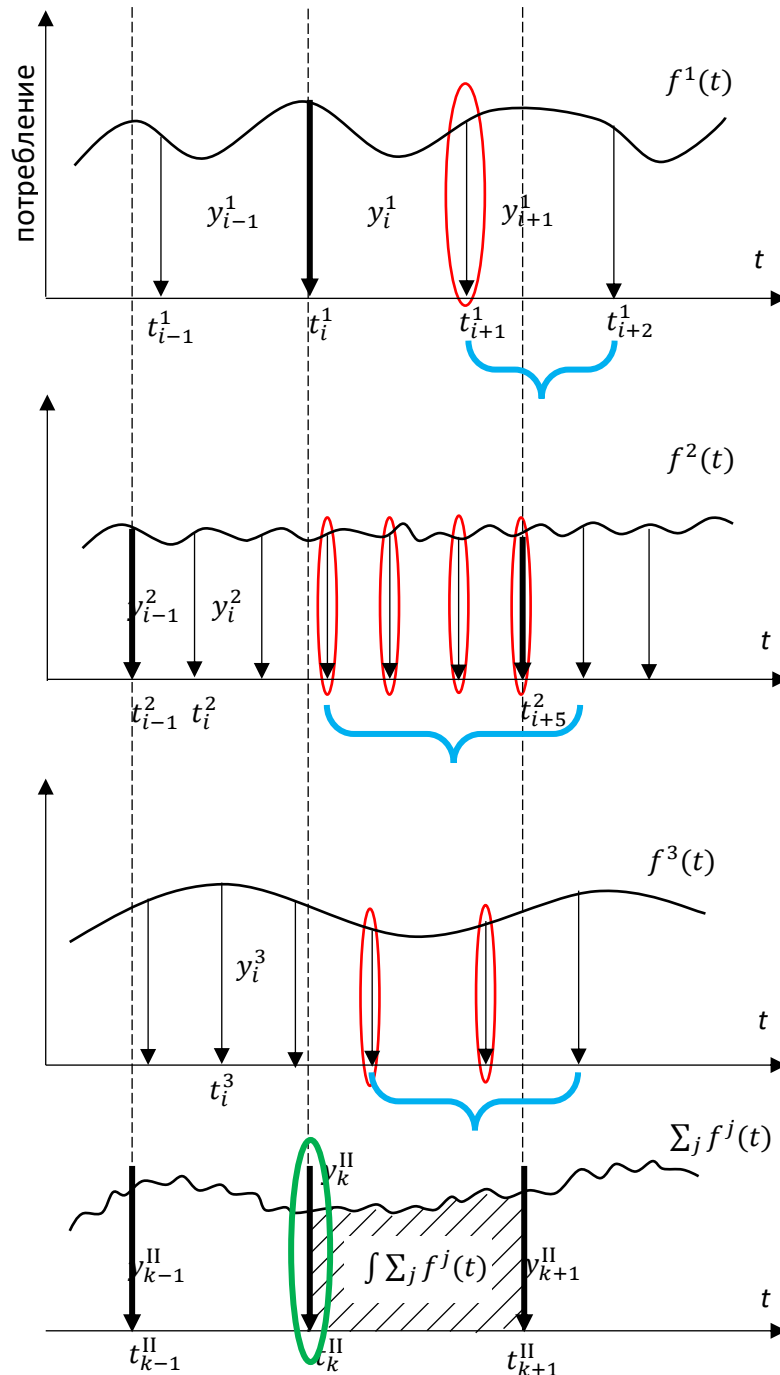 потребление
f¹(t)
y¹ᵢ₋₁ y¹ᵢ y¹ᵢ₊₁
t
t¹ᵢ₋₁ t¹ᵢ t¹ᵢ₊₁ t¹ᵢ₊₂
f²(t)
y²ᵢ₋₁ y²ᵢ
t
t²ᵢ₋₁ t²ᵢ t²ᵢ₊₅
f³(t)
y³ᵢ
t
t³ᵢ
∑ⱼ fʲ(t)
yᴵᴵₖ
yᴵᴵₖ₋₁ ∫ ∑ⱼ fʲ(t) yᴵᴵₖ₊₁
t
tᴵᴵₖ₋₁ tᴵᴵₖ tᴵᴵₖ₊₁